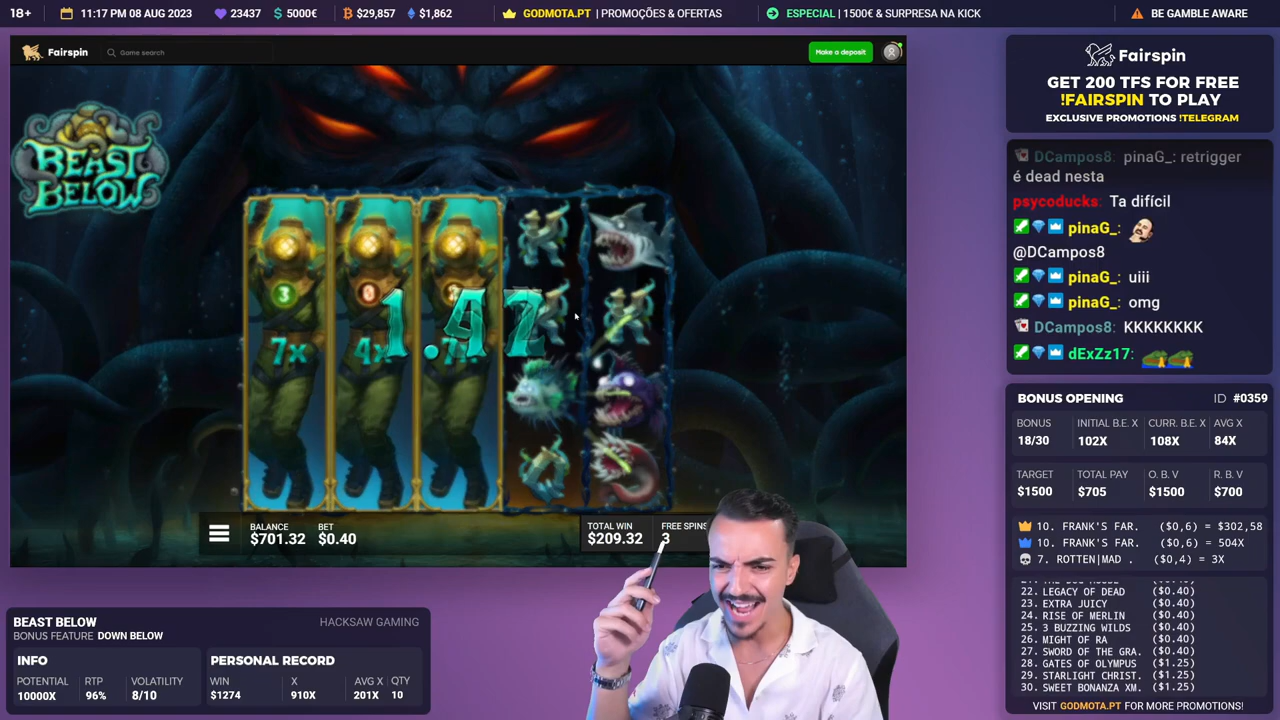 18+
11:17 PM 08 AUG 2023
23437
5000€
$29,857
$1,862
GODMOTA.PT | PROMOÇÕES & OFERTAS
ESPECIAL | 1500€ & SURPRESA NA KICK
BE GAMBLE AWARE
Fairspin
Game search
Make a deposit
BEAST
BELOW
3
7x
4x
1.42
BALANCE
$701.32
BET
$0.40
TOTAL WIN
$209.32
FREE SPINS
3
Fairspin
GET 200 TFS FOR FREE
!FAIRSPIN TO PLAY
EXCLUSIVE PROMOTIONS !TELEGRAM
DCampos8: pinaG_: retrigger
é dead nesta
psycoducks: Ta difícil
pinaG_:
@DCampos8
pinaG_: uiii
pinaG_: omg
DCampos8: KKKKKKKK
dExZz17:
BONUS OPENING
ID #0359
BONUS INITIAL B.E. X CURR. B.E. X AVG X
18/30 102X 108X 84X
TARGET TOTAL PAY O. B. V R. B. V
$1500 $705 $1500 $700
10. FRANK'S FAR. ($0,6) = $302,58
10. FRANK'S FAR. ($0,6) = 504X
7. ROTTEN|MAD . ($0,4) = 3X
22. LEGACY OF DEAD ($0.40)
23. EXTRA JUICY ($0.40)
24. RISE OF MERLIN ($0.40)
25. 3 BUZZING WILDS ($0.40)
26. MIGHT OF RA ($0.40)
27. SWORD OF THE GRA. ($0.40)
28. GATES OF OLYMPUS ($1.25)
29. STARLIGHT CHRIST. ($1.25)
30. SWEET BONANZA XM. ($1.25)
VISIT GODMOTA.PT FOR MORE PROMOTIONS!
BEAST BELOW
HACKSAW GAMING
BONUS FEATURE DOWN BELOW
INFO
POTENTIAL RTP VOLATILITY
10000X 96% 8/10
PERSONAL RECORD
WIN X AVG X QTY
$1274 910X 201X 10